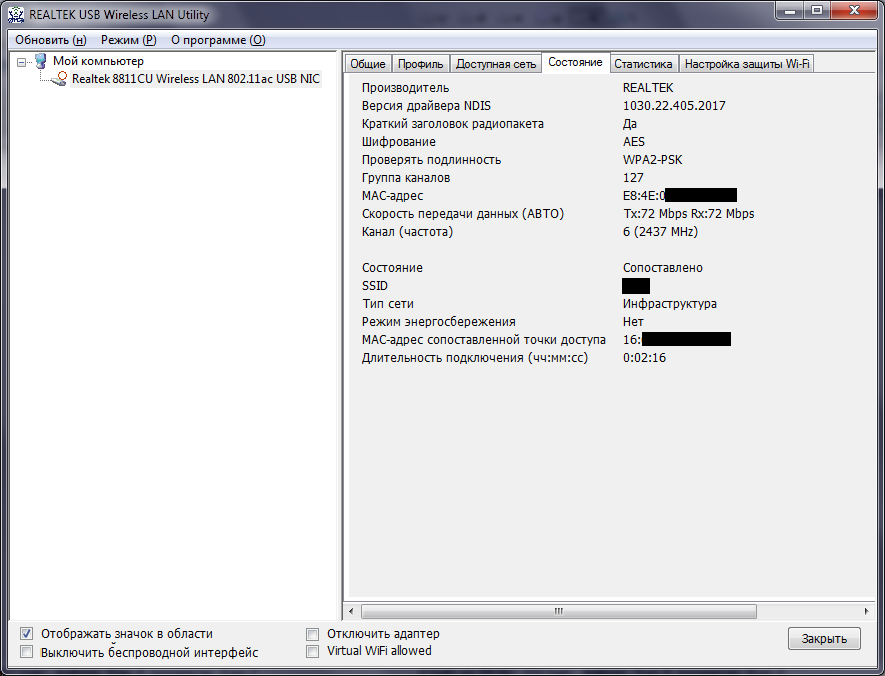 REALTEK USB Wireless LAN Utility
Обновить (н) Режим (Р) О программе (О)
Мой компьютер
Realtek 8811CU Wireless LAN 802.11ac USB NIC
Общие Профиль Доступная сеть Состояние Статистика Настройка защиты Wi-Fi
Производитель REALTEK
Версия драйвера NDIS 1030.22.405.2017
Краткий заголовок радиопакета Да
Шифрование AES
Проверять подлинность WPA2-PSK
Группа каналов 127
MAC-адрес E8:4E:0
Скорость передачи данных (АВТО) Tx:72 Mbps Rx:72 Mbps
Канал (частота) 6 (2437 MHz)
Состояние Сопоставлено
SSID
Тип сети Инфраструктура
Режим энергосбережения Нет
MAC-адрес сопоставленной точки доступа 16:
Длительность подключения (чч:мм:сс) 0:02:16
Отображать значок в области Отключить адаптер
Выключить беспроводной интерфейс Virtual WiFi allowed
Закрыть